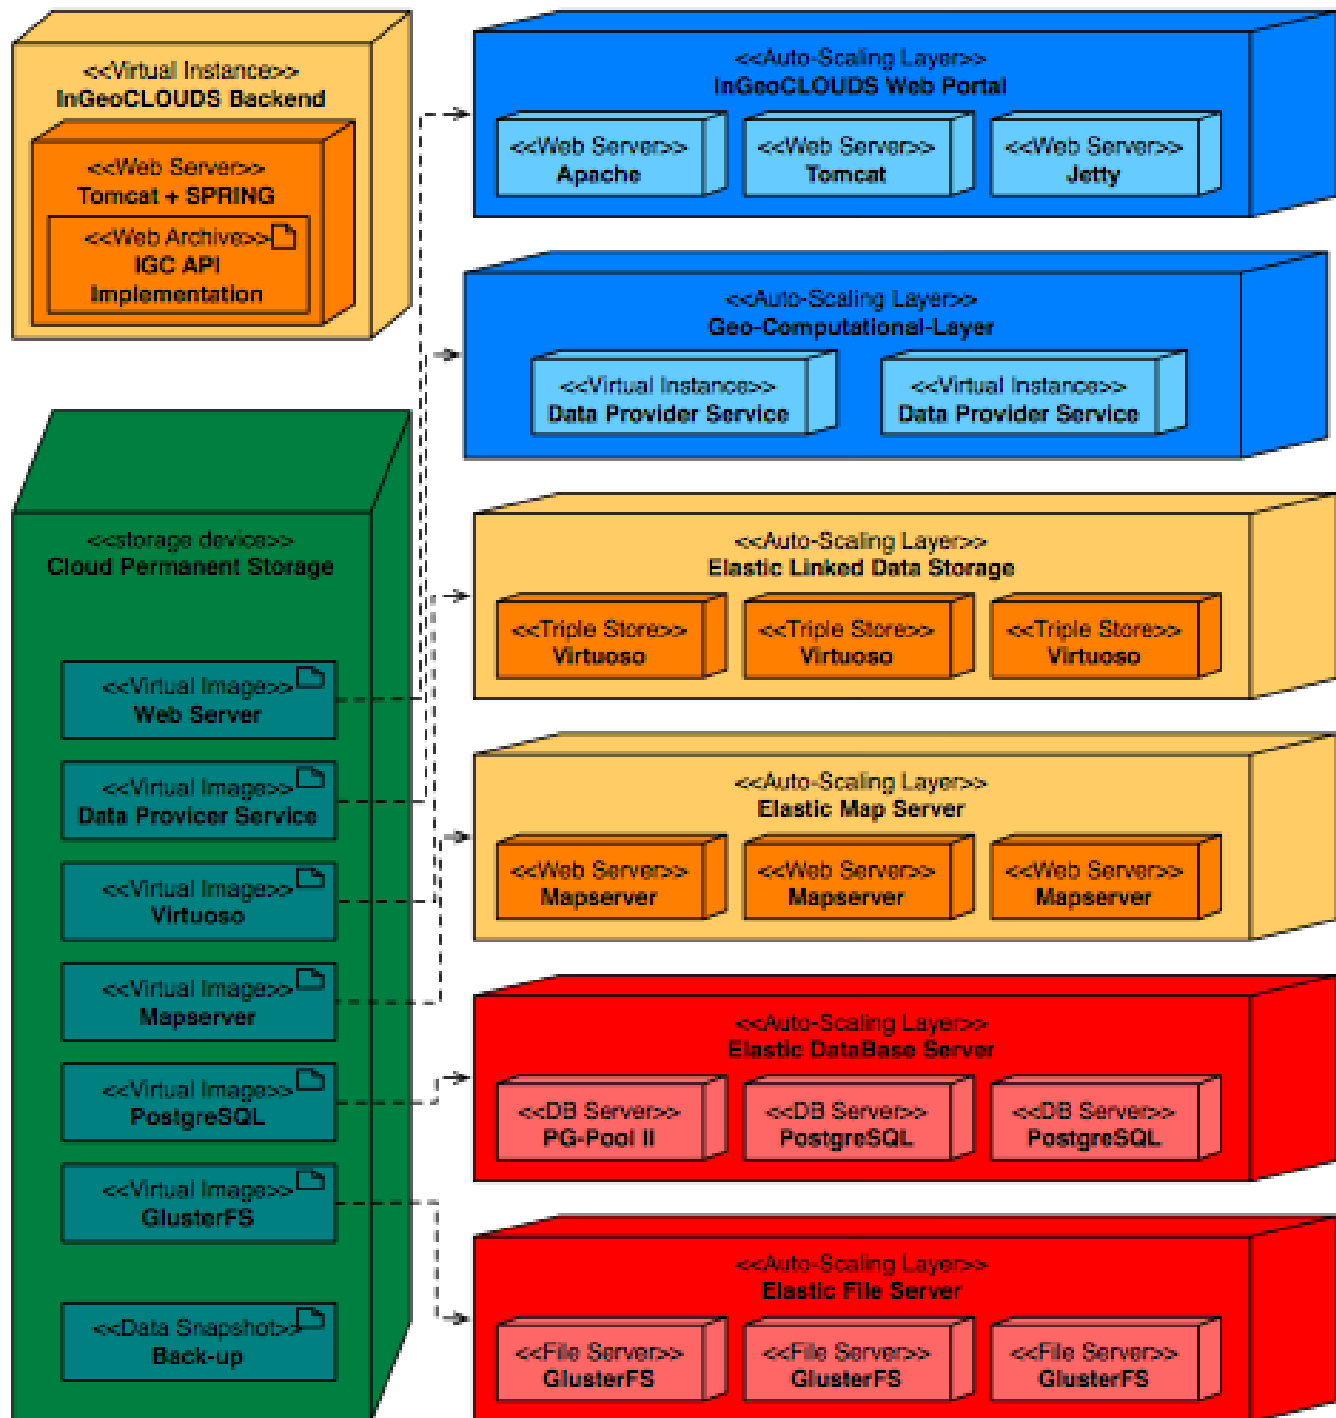 <<Virtual Instance>>
InGeoCLOUDS Backend
<<Web Server>>
Tomcat + SPRING
<<Web Archive>>
IGC API
Implementation
<<storage device>>
Cloud Permanent Storage
<<Virtual Image>>
Web Server
<<Virtual Image>>
Data Provicer Service
<<Virtual Image>>
Virtuoso
<<Virtual Image>>
Mapserver
<<Virtual Image>>
PostgreSQL
<<Virtual Image>>
GlusterFS
<<Data Snapshot>>
Back-up
<<Auto-Scaling Layer>>
InGeoCLOUDS Web Portal
<<Web Server>> <<Web Server>> <<Web Server>>
Apache Tomcat Jetty
<<Auto-Scaling Layer>>
Geo-Computational-Layer
<<Virtual Instance>> <<Virtual Instance>>
Data Provider Service Data Provider Service
<<Auto-Scaling Layer>>
Elastic Linked Data Storage
<<Triple Store>> <<Triple Store>> <<Triple Store>>
Virtuoso Virtuoso Virtuoso
<<Auto-Scaling Layer>>
Elastic Map Server
<<Web Server>> <<Web Server>> <<Web Server>>
Mapserver Mapserver Mapserver
<<Auto-Scaling Layer>>
Elastic DataBase Server
<<DB Server>> <<DB Server>> <<DB Server>>
PG-Pool II PostgreSQL PostgreSQL
<<Auto-Scaling Layer>>
Elastic File Server
<<File Server>> <<File Server>> <<File Server>>
GlusterFS GlusterFS GlusterFS